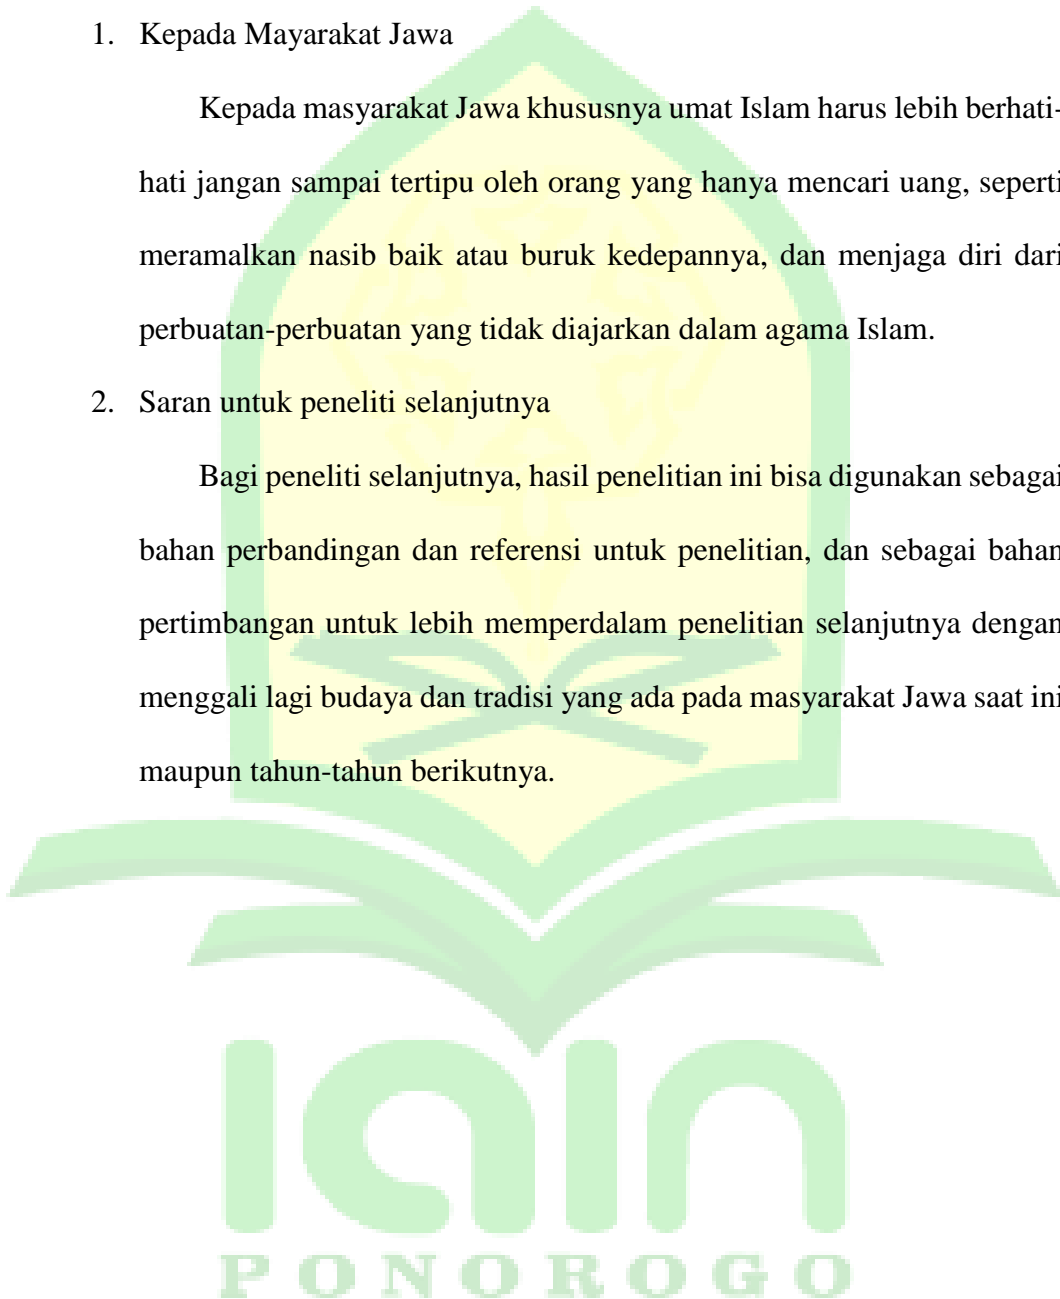 1. Kepada Mayarakat Jawa
Kepada masyarakat Jawa khususnya umat Islam harus lebih berhati-
hati jangan sampai tertipu oleh orang yang hanya mencari uang, seperti
meramalkan nasib baik atau buruk kedepannya, dan menjaga diri dari
perbuatan-perbuatan yang tidak diajarkan dalam agama Islam.
2. Saran untuk peneliti selanjutnya
Bagi peneliti selanjutnya, hasil penelitian ini bisa digunakan sebagai
bahan perbandingan dan referensi untuk penelitian, dan sebagai bahan
pertimbangan untuk lebih memperdalam penelitian selanjutnya dengan
menggali lagi budaya dan tradisi yang ada pada masyarakat Jawa saat ini
maupun tahun-tahun berikutnya.
iain
PONOROGO